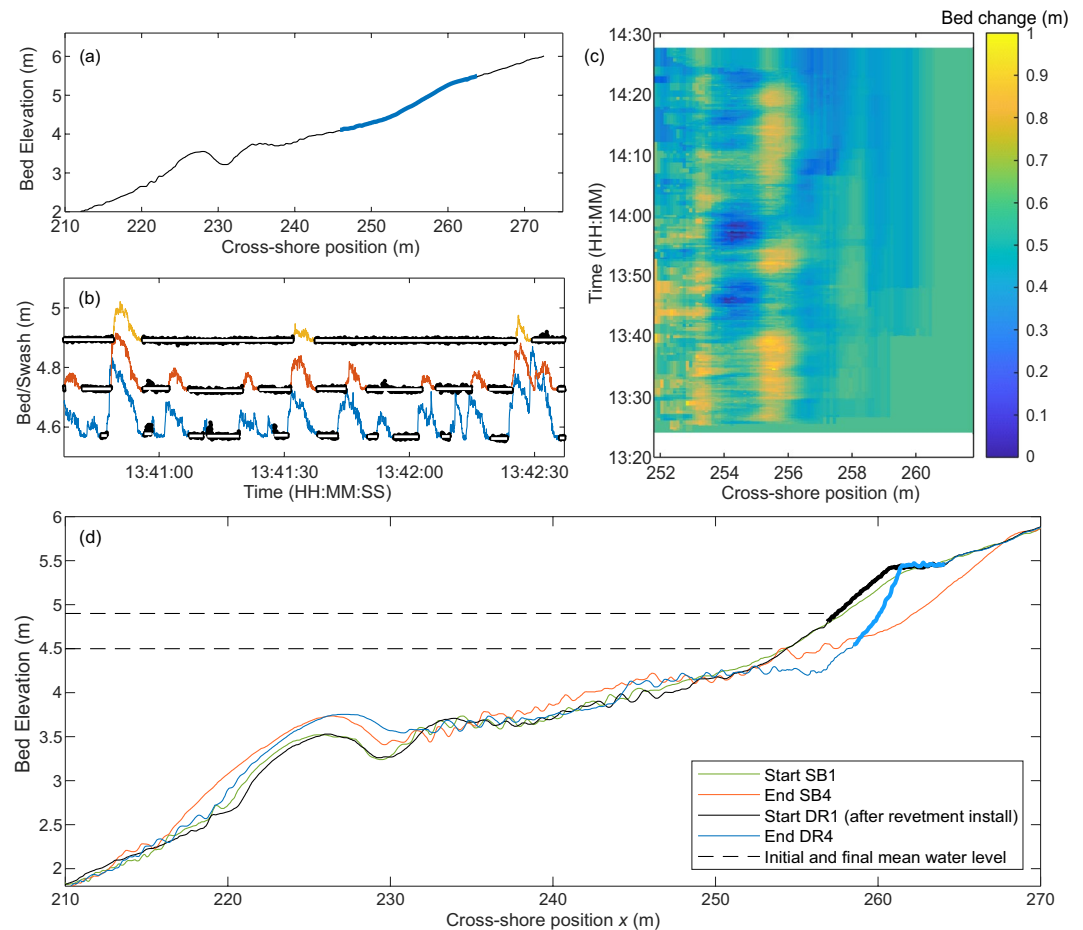 (a)
Bed Elevation (m)
6
5
4
3
2
210 220 230 240 250 260 270
Cross-shore position (m)
(b)
Bed/Swash (m)
5
4.8
4.6
13:41:00 13:41:30 13:42:00 13:42:30
Time (HH:MM:SS)
(c)
Time (HH:MM)
14:30
14:20
14:10
14:00
13:50
13:40
13:30
13:20
252 254 256 258 260
Cross-shore position (m)
Bed change (m)
1
0.9
0.8
0.7
0.6
0.5
0.4
0.3
0.2
0.1
0
(d)
Bed Elevation (m)
6
5.5
5
4.5
4
3.5
3
2.5
2
210 220 230 240 250 260 270
Cross-shore position x (m)
Start SB1
End SB4
Start DR1 (after revetment install)
End DR4
Initial and final mean water level